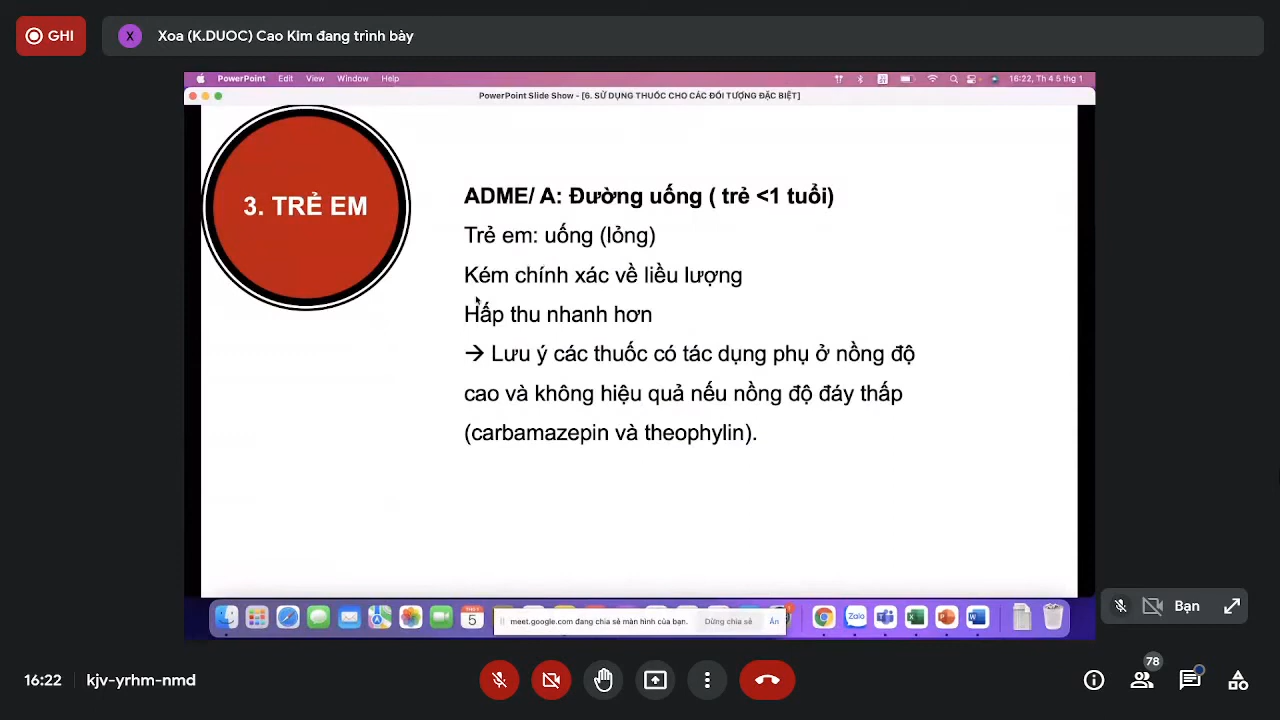 GHI
X
Xoa (K.DUOC) Cao Kim đang trình bày
PowerPoint Edit View Window Help
16:22, Th 4 5 thg 1
PowerPoint Slide Show - [6. SỬ DỤNG THUỐC CHO CÁC ĐỐI TƯỢNG ĐẶC BIỆT]
3. TRẺ EM
ADME/ A: Đường uống ( trẻ <1 tuổi)
Trẻ em: uống (lỏng)
Kém chính xác về liều lượng
Hấp thu nhanh hơn
→ Lưu ý các thuốc có tác dụng phụ ở nồng độ
cao và không hiệu quả nếu nồng độ đáy thấp
(carbamazepin và theophylin).
5
meet.google.com đang chia sẻ màn hình của bạn. Dừng chia sẻ Ẩn
Zalo
Bạn
16:22 kjv-yrhm-nmd
78